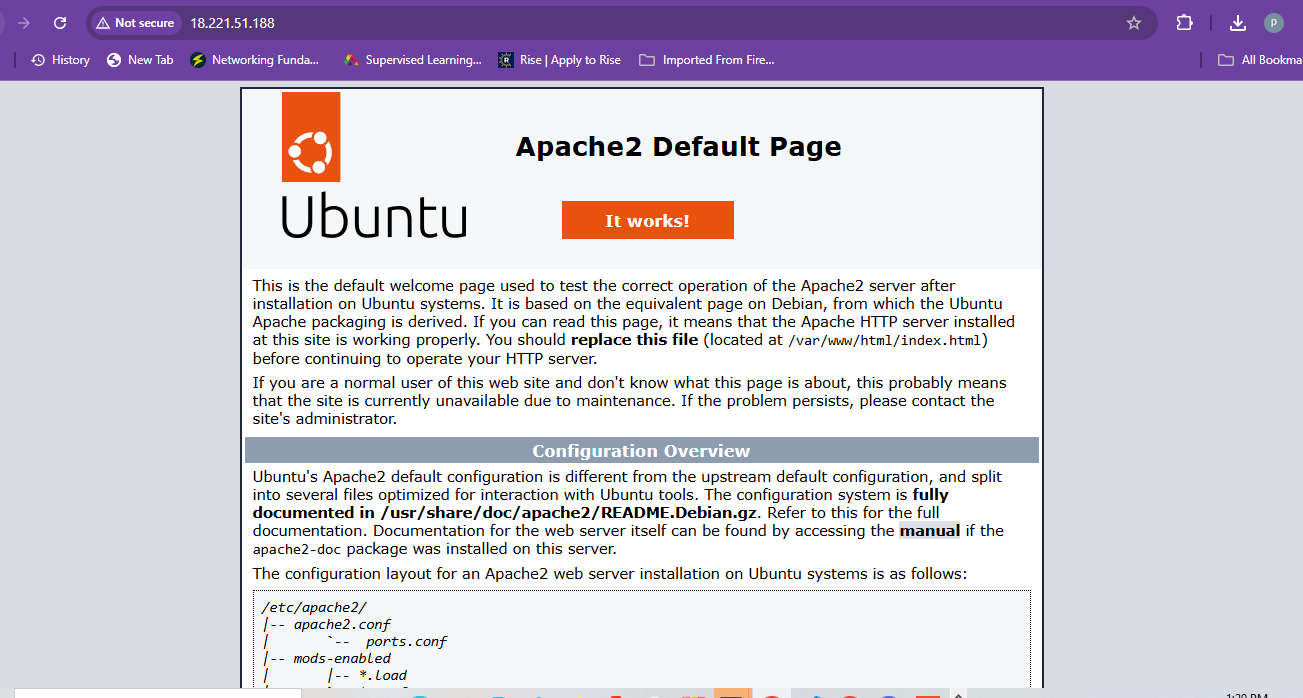 Not secure
18.221.51.188
P
History
New Tab
Networking Funda...
Supervised Learning...
R
Rise | Apply to Rise
Imported From Fire...
All Bookma
Ubuntu
Apache2 Default Page
It works!
This is the default welcome page used to test the correct operation of the Apache2 server after
installation on Ubuntu systems. It is based on the equivalent page on Debian, from which the Ubuntu
Apache packaging is derived. If you can read this page, it means that the Apache HTTP server installed
at this site is working properly. You should replace this file (located at /var/www/html/index.html)
before continuing to operate your HTTP server.
If you are a normal user of this web site and don't know what this page is about, this probably means
that the site is currently unavailable due to maintenance. If the problem persists, please contact the
site's administrator.
Configuration Overview
Ubuntu's Apache2 default configuration is different from the upstream default configuration, and split
into several files optimized for interaction with Ubuntu tools. The configuration system is fully
documented in /usr/share/doc/apache2/README.Debian.gz. Refer to this for the full
documentation. Documentation for the web server itself can be found by accessing the manual if the
apache2-doc package was installed on this server.
The configuration layout for an Apache2 web server installation on Ubuntu systems is as follows:
/etc/apache2/
|-- apache2.conf
|       `--  ports.conf
|-- mods-enabled
|       |-- *.load